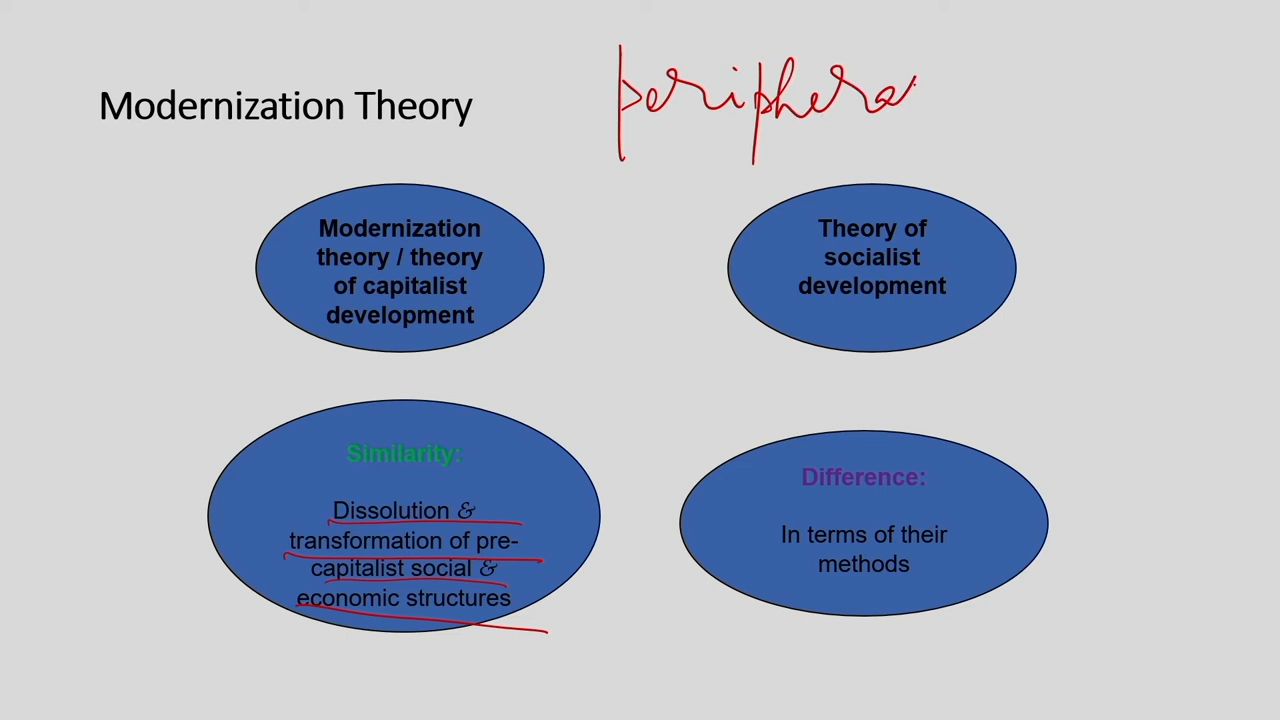 periphera
Modernization Theory
Modernization
theory / theory
of capitalist
development
Theory of
socialist
development
Similarity:
Dissolution &
transformation of pre-
capitalist social &
economic structures
Difference:
In terms of their
methods